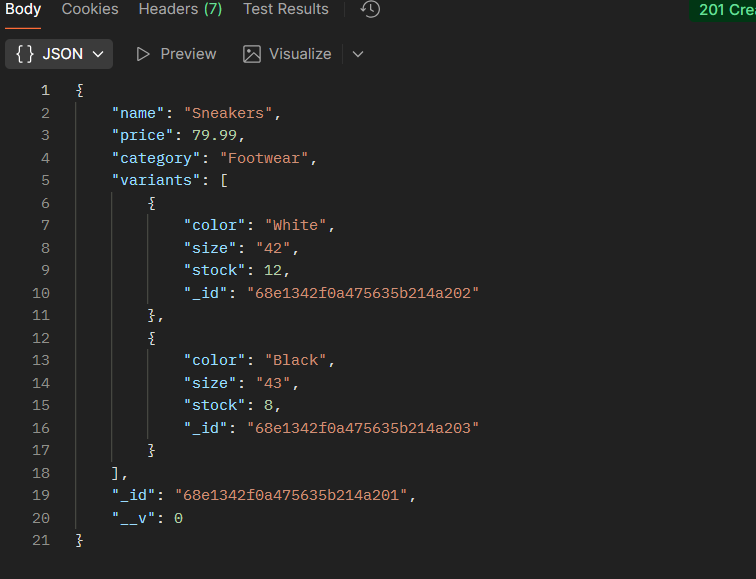 Body Cookies Headers (7) Test Results 201 Crea
{} JSON Preview Visualize
1 {
2 "name": "Sneakers",
3 "price": 79.99,
4 "category": "Footwear",
5 "variants": [
6 {
7 "color": "White",
8 "size": "42",
9 "stock": 12,
10 "_id": "68e1342f0a475635b214a202"
11 },
12 {
13 "color": "Black",
14 "size": "43",
15 "stock": 8,
16 "_id": "68e1342f0a475635b214a203"
17 }
18 ],
19 "_id": "68e1342f0a475635b214a201",
20 "__v": 0
21 }